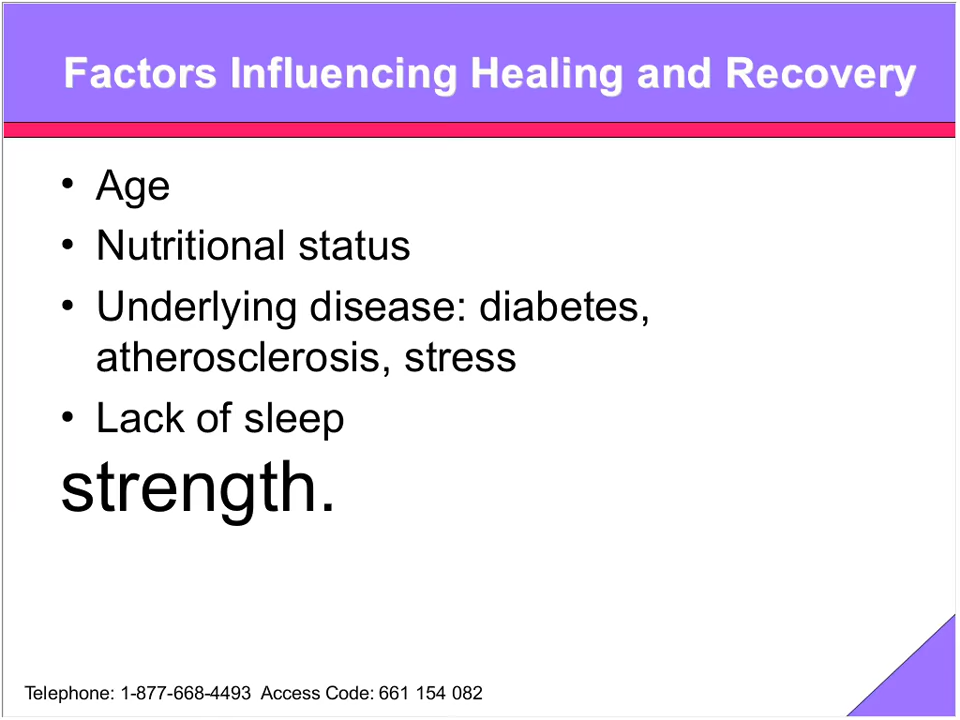 Factors Influencing Healing and Recovery
• Age
• Nutritional status
• Underlying disease: diabetes,
atherosclerosis, stress
• Lack of sleep
strength.
Telephone: 1-877-668-4493 Access Code: 661 154 082